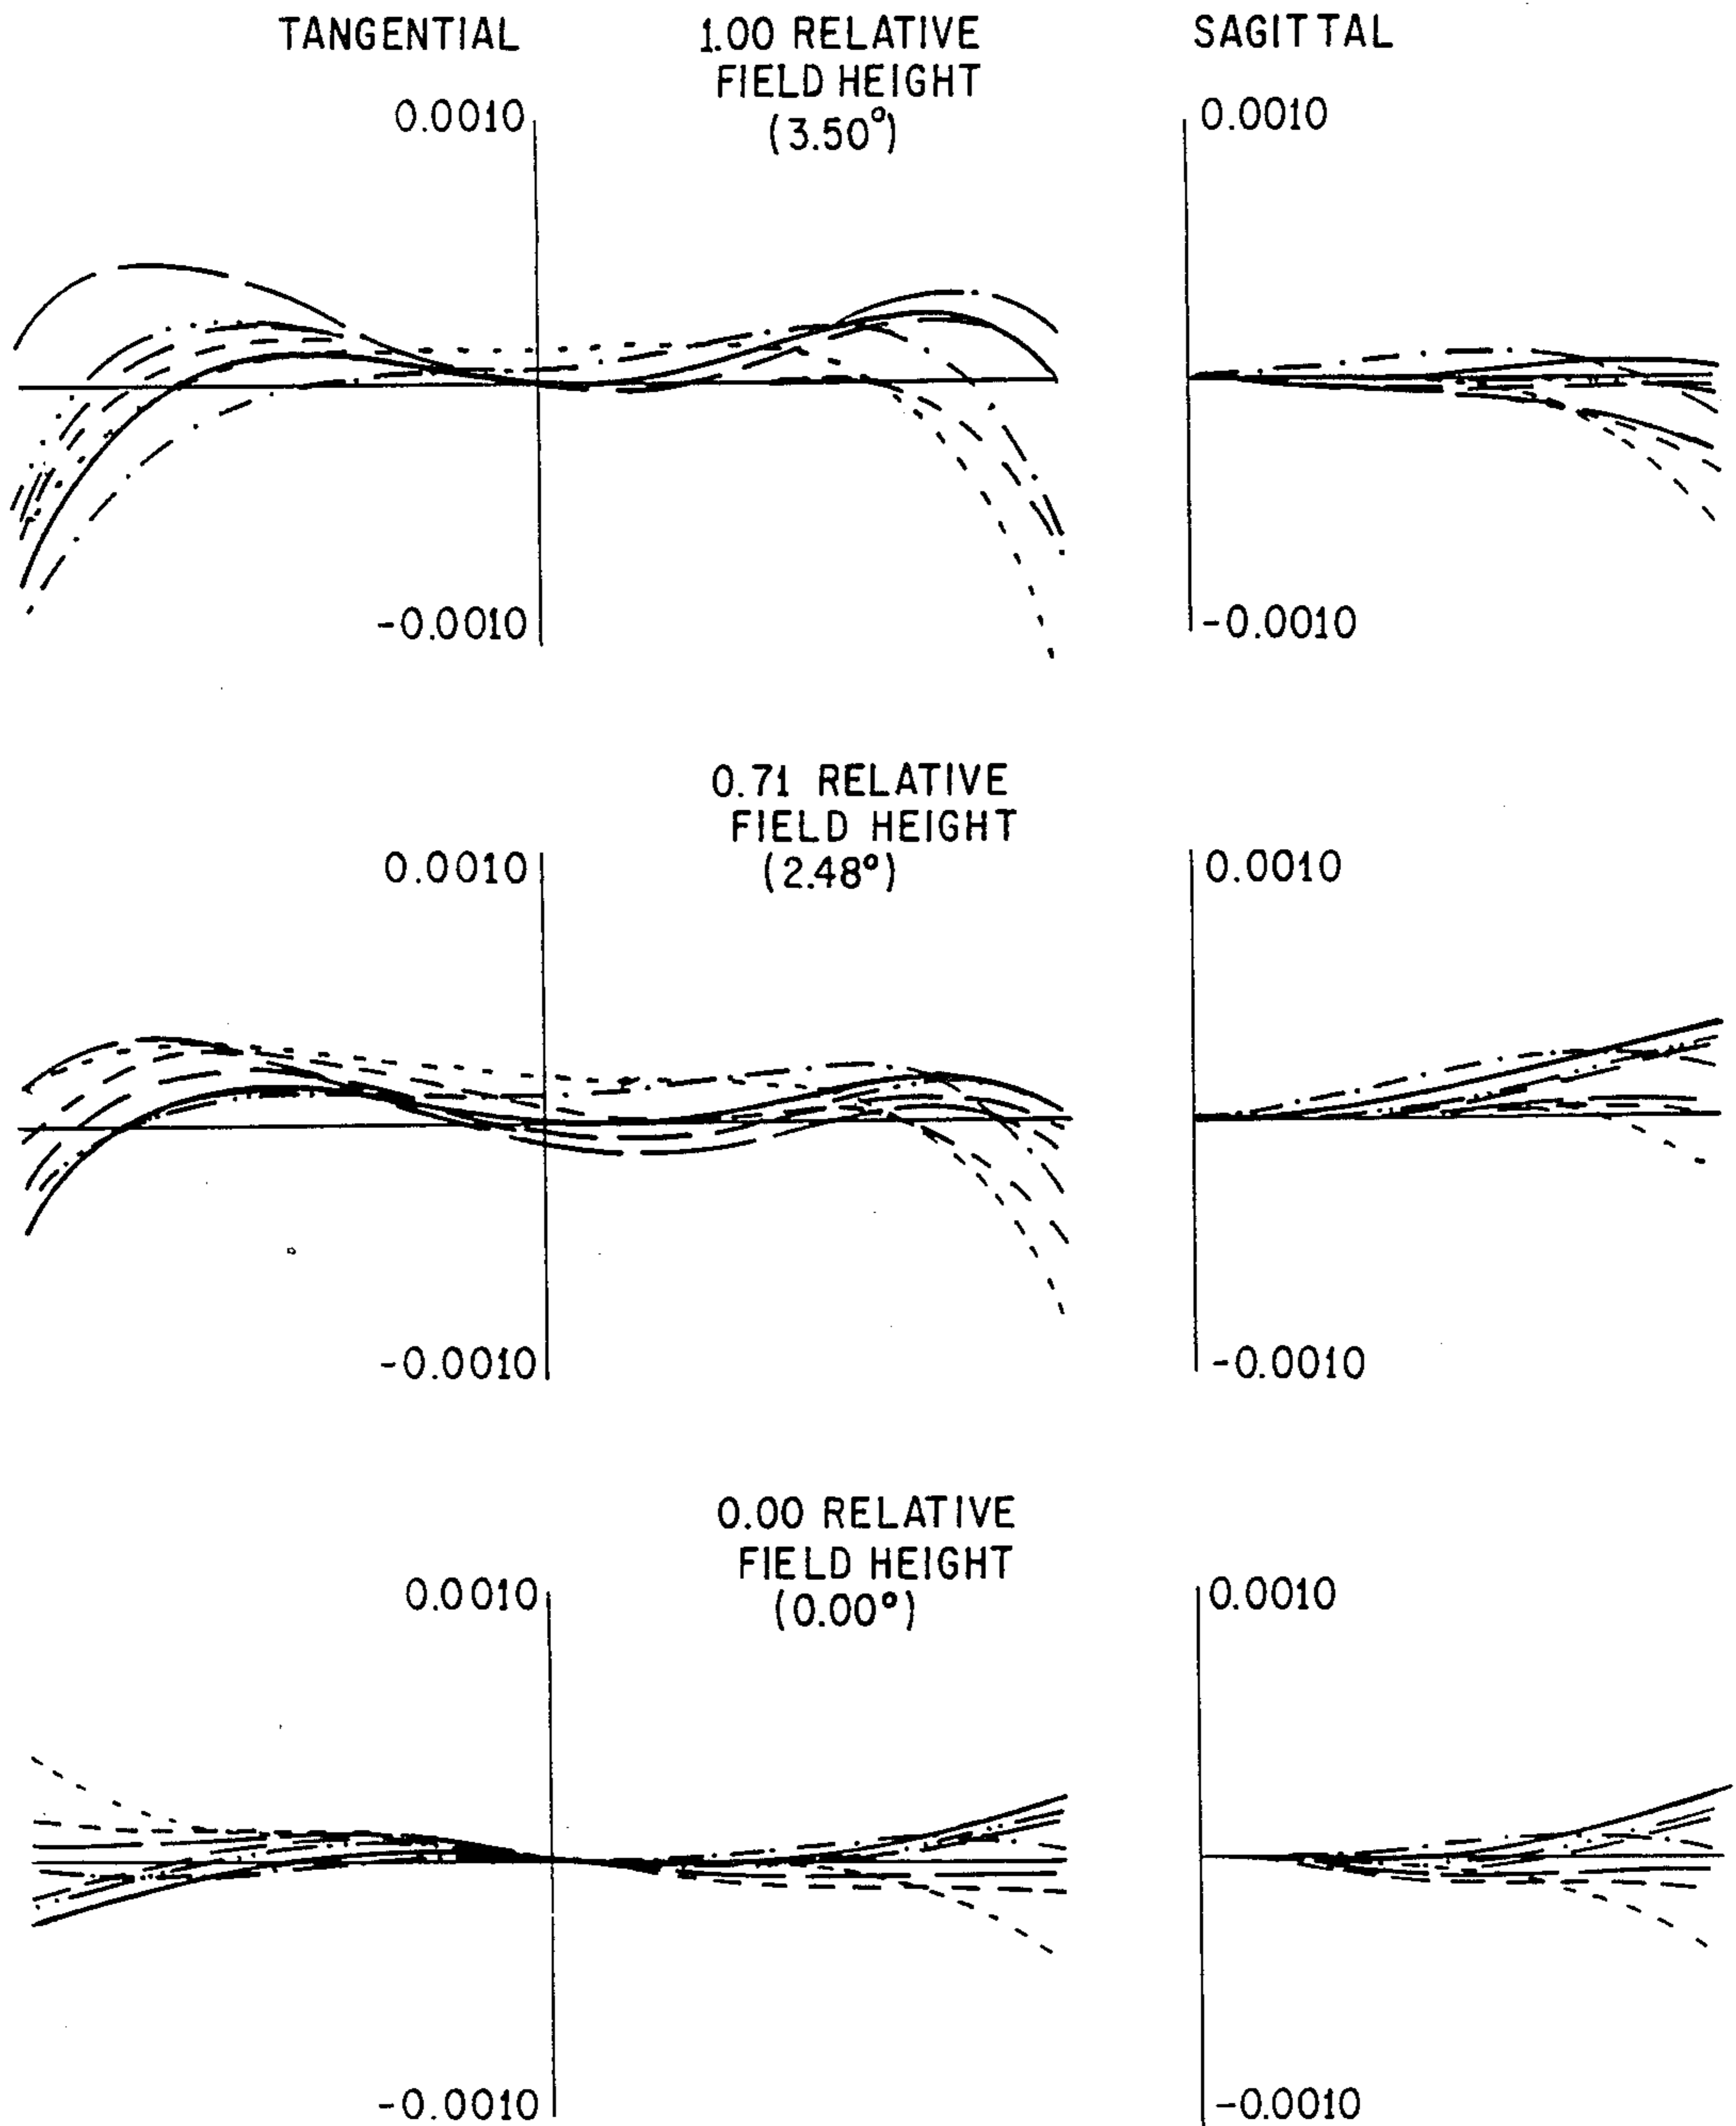 TANGENTIAL
1.00 RELATIVE
FIELD HEIGHT
(3.50°)
SAGITTAL
0.0010
0.0010
-0.0010
-0.0010
0.71 RELATIVE
FIELD HEIGHT
(2.48°)
0.0010
0.0010
-0.0010
-0.0010
0.00 RELATIVE
FIELD HEIGHT
(0.00°)
0.0010
0.0010
-0.0010
-0.0010